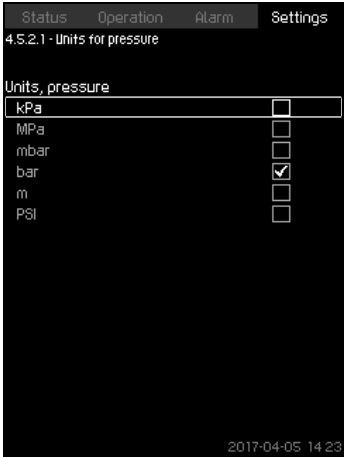 Status Operation Alarm Settings
4.5.2.1 - Units for pressure
Units, pressure
kPa
MPa
mbar
bar
m
PSI
2017-04-05 14 23